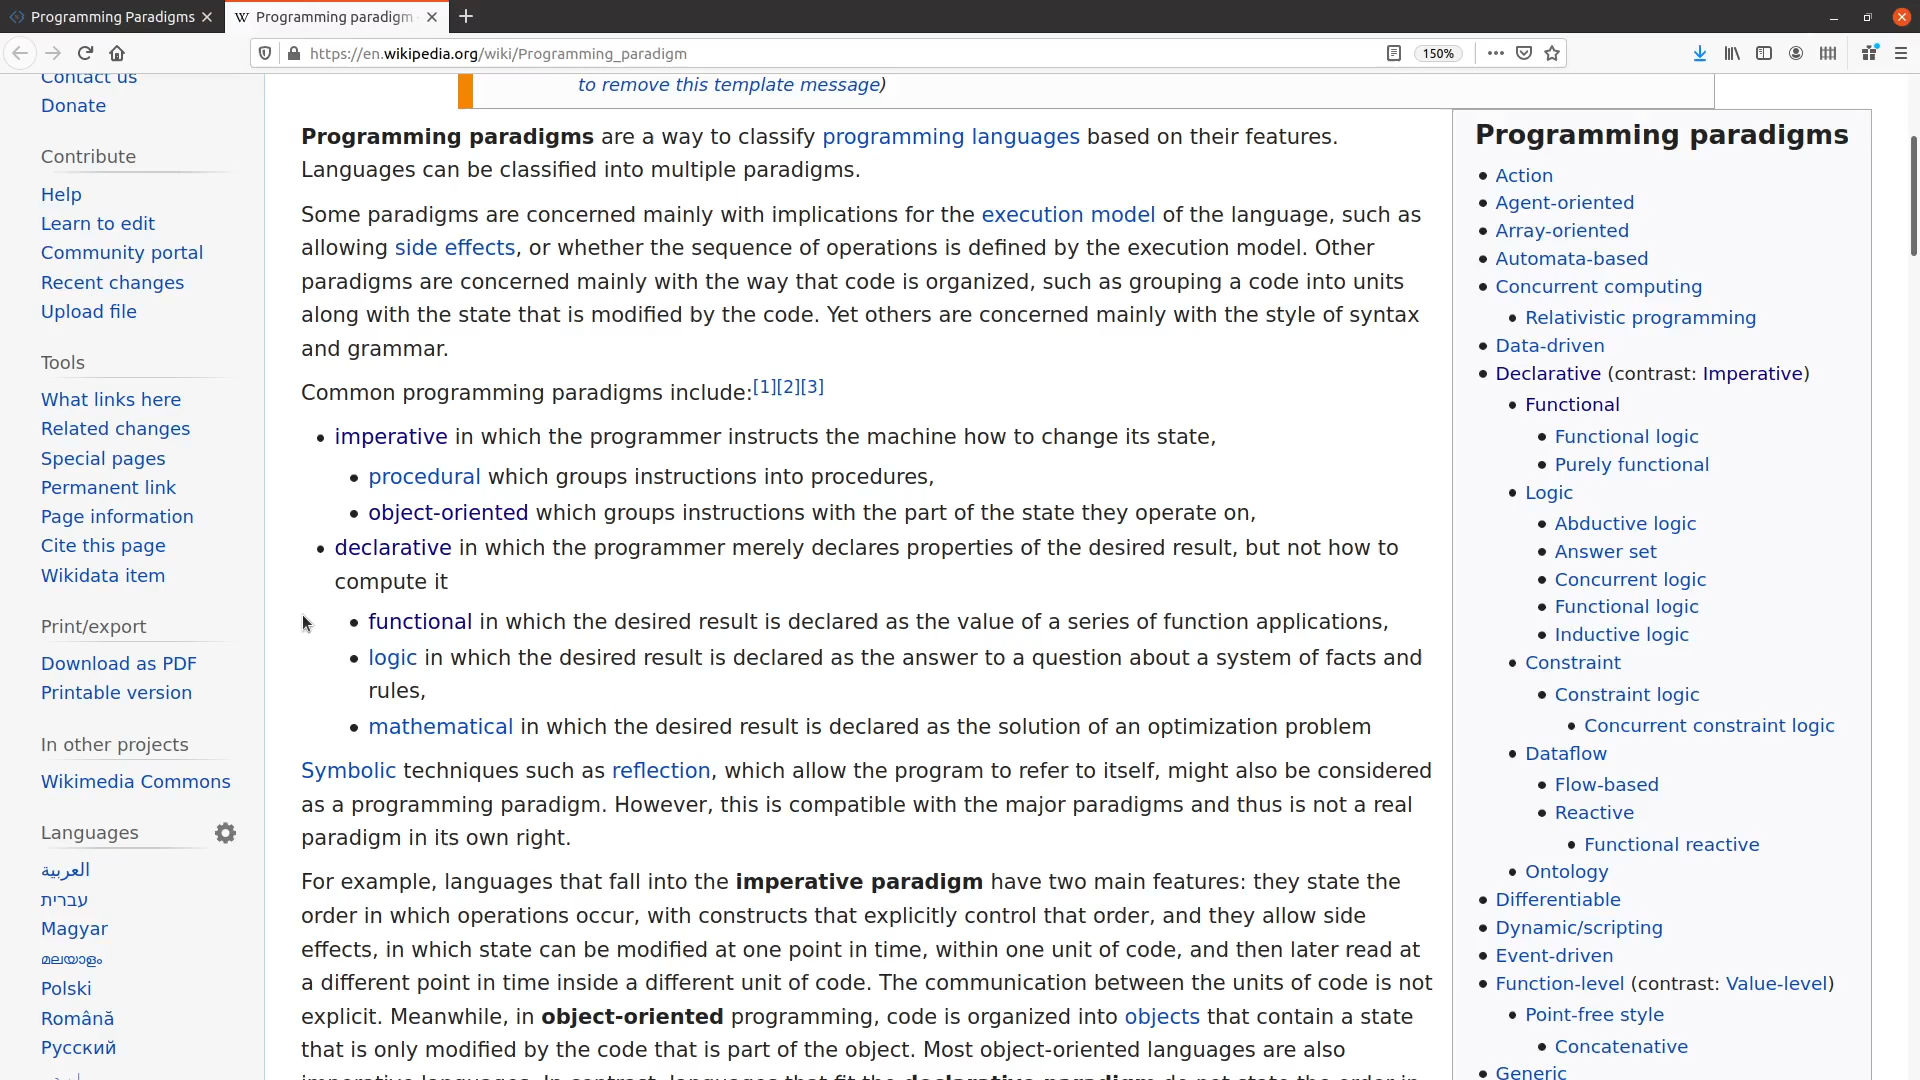 Programming Paradigms
Programming paradigm
https://en.wikipedia.org/wiki/Programming_paradigm
150%
Contact us
Donate
Contribute
Help
Learn to edit
Community portal
Recent changes
Upload file
Tools
What links here
Related changes
Special pages
Permanent link
Page information
Cite this page
Wikidata item
Print/export
Download as PDF
Printable version
In other projects
Wikimedia Commons
Languages
العربية
עברית
Magyar
മലയാളം
Polski
Română
Русский
to remove this template message)
Programming paradigms are a way to classify programming languages based on their features.
Languages can be classified into multiple paradigms.
Some paradigms are concerned mainly with implications for the execution model of the language, such as
allowing side effects, or whether the sequence of operations is defined by the execution model. Other
paradigms are concerned mainly with the way that code is organized, such as grouping a code into units
along with the state that is modified by the code. Yet others are concerned mainly with the style of syntax
and grammar.
Common programming paradigms include:[1][2][3]
• imperative in which the programmer instructs the machine how to change its state,
• procedural which groups instructions into procedures,
• object-oriented which groups instructions with the part of the state they operate on,
• declarative in which the programmer merely declares properties of the desired result, but not how to
compute it
• functional in which the desired result is declared as the value of a series of function applications,
• logic in which the desired result is declared as the answer to a question about a system of facts and
rules,
• mathematical in which the desired result is declared as the solution of an optimization problem
Symbolic techniques such as reflection, which allow the program to refer to itself, might also be considered
as a programming paradigm. However, this is compatible with the major paradigms and thus is not a real
paradigm in its own right.
For example, languages that fall into the imperative paradigm have two main features: they state the
order in which operations occur, with constructs that explicitly control that order, and they allow side
effects, in which state can be modified at one point in time, within one unit of code, and then later read at
a different point in time inside a different unit of code. The communication between the units of code is not
explicit. Meanwhile, in object-oriented programming, code is organized into objects that contain a state
that is only modified by the code that is part of the object. Most object-oriented languages are also
imperative languages. In contrast, languages that fit the declarative paradigm do not state the order in
Programming paradigms
• Action
• Agent-oriented
• Array-oriented
• Automata-based
• Concurrent computing
• Relativistic programming
• Data-driven
• Declarative (contrast: Imperative)
• Functional
• Functional logic
• Purely functional
• Logic
• Abductive logic
• Answer set
• Concurrent logic
• Functional logic
• Inductive logic
• Constraint
• Constraint logic
• Concurrent constraint logic
• Dataflow
• Flow-based
• Reactive
• Functional reactive
• Ontology
• Differentiable
• Dynamic/scripting
• Event-driven
• Function-level (contrast: Value-level)
• Point-free style
• Concatenative
• Generic